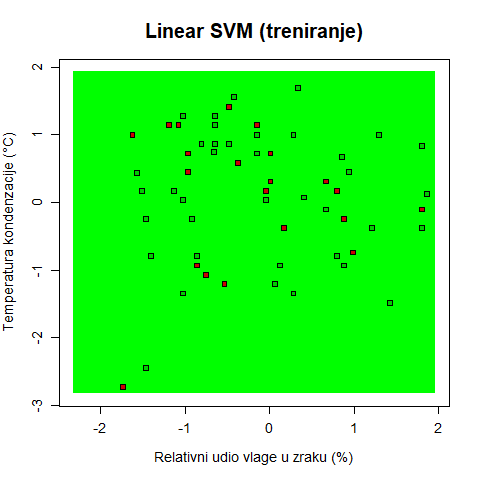 Linear SVM (treniranje)
Temperatura kondenzacije (°C)
2
1
0
-1
-2
-3
-2 -1 0 1 2
Relativni udio vlage u zraku (%)